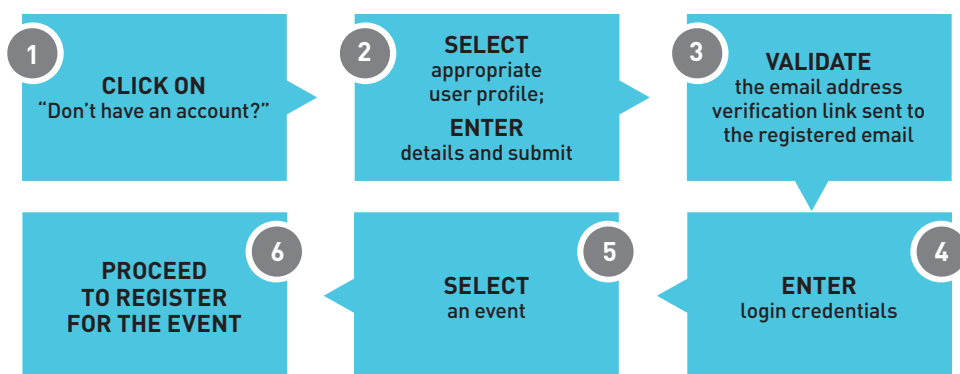 1
CLICK ON
“Don’t have an account?”
2
SELECT
appropriate
user profile;
ENTER
details and submit
3
VALIDATE
the email address
verification link sent to
the registered email
4
ENTER
login credentials
5
SELECT
an event
6
PROCEED
TO REGISTER
FOR THE EVENT